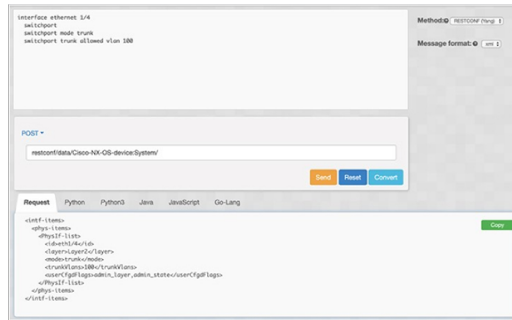 interface ethernet 1/4
switchport
switchport mode trunk
switchport trunk allowed vlan 100
Method: RESTCONF (Yang)
Message format: xml
POST
restconf/data/Cisco-NX-OS-device:System/
Send Reset Convert
Request Python Python3 Java JavaScript Go-Lang
Copy
<intf-items>
<phys-items>
<PhysIf-list>
<id>eth1/4</id>
<layer>Layer2</layer>
<mode>trunk</mode>
<trunkVlans>100</trunkVlans>
<userCfgdFlags>admin_layer,admin_state</userCfgdFlags>
</PhysIf-list>
</phys-items>
</intf-items>